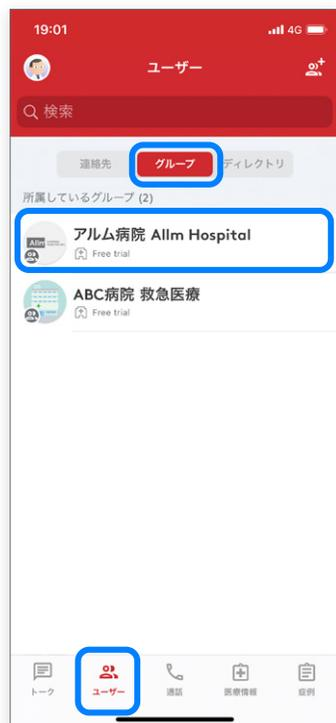 19:01
4G
ユーザー
検索
連絡先 グループ ディレクトリ
所属しているグループ (2)
Allm
アルム病院 Allm Hospital
Free trial
ABC病院 救急医療
Free trial
トーク ユーザー 通話 医療情報 症例